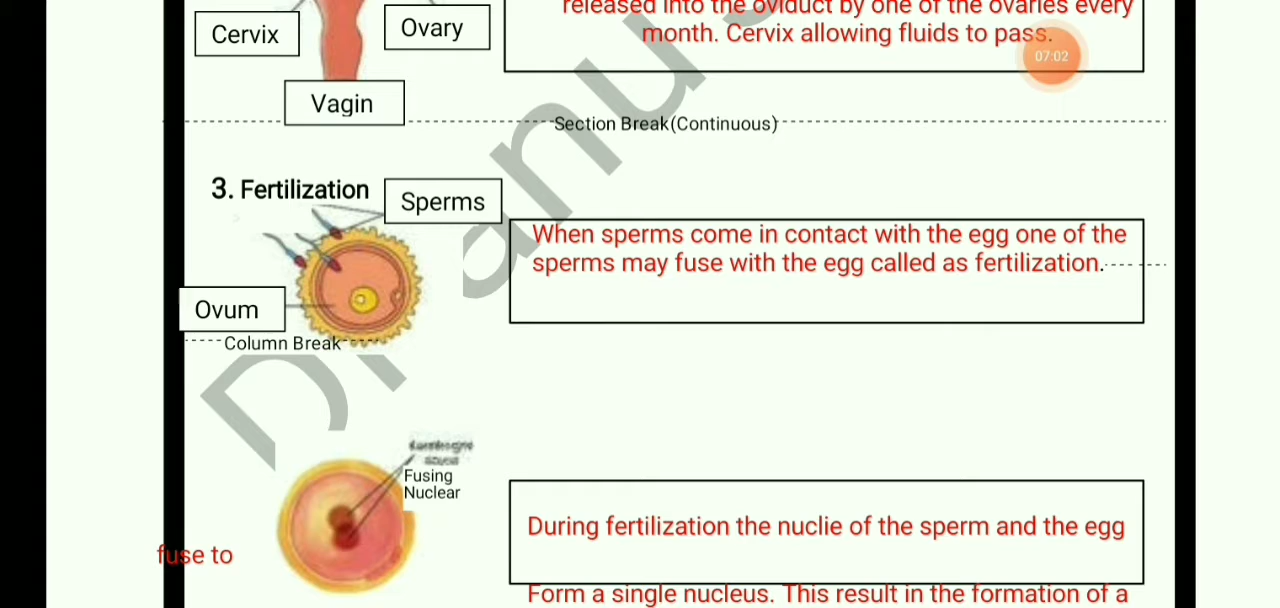 released into the oviduct by one of the ovaries every
month. Cervix allowing fluids to pass.
07:02
Cervix
Ovary
Vagin
Section Break(Continuous)
3. Fertilization
Sperms
When sperms come in contact with the egg one of the
sperms may fuse with the egg called as fertilization.
Ovum
Column Break
Fusing
Nuclear
During fertilization the nuclie of the sperm and the egg
fuse to
Form a single nucleus. This result in the formation of a